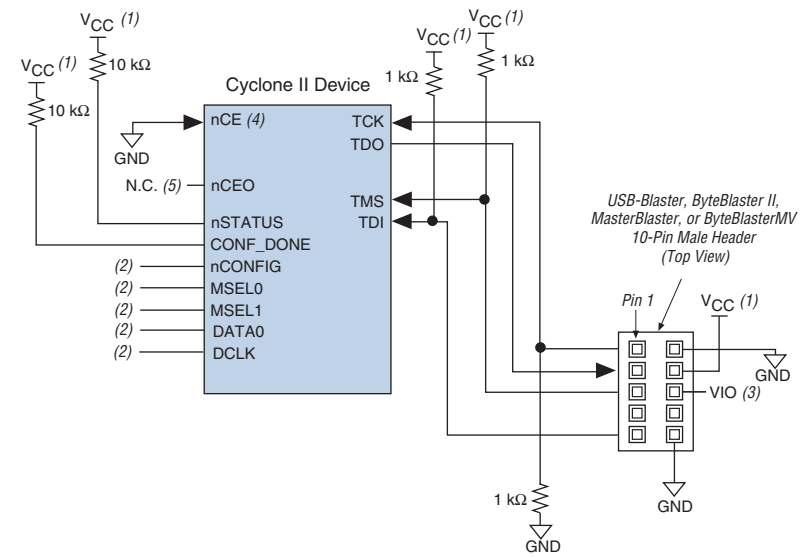 VCC (1)
VCC (1)
VCC (1)
VCC (1)
10 kΩ
10 kΩ
1 kΩ
1 kΩ
Cyclone II Device
nCE (4)
TCK
TDO
GND
N.C. (5)
nCEO
TMS
TDI
nSTATUS
CONF_DONE
(2)
nCONFIG
(2)
MSEL0
(2)
MSEL1
(2)
DATA0
(2)
DCLK
USB-Blaster, ByteBlaster II,
MasterBlaster, or ByteBlasterMV
10-Pin Male Header
(Top View)
Pin 1
VCC (1)
GND
VIO (3)
GND
1 kΩ
GND